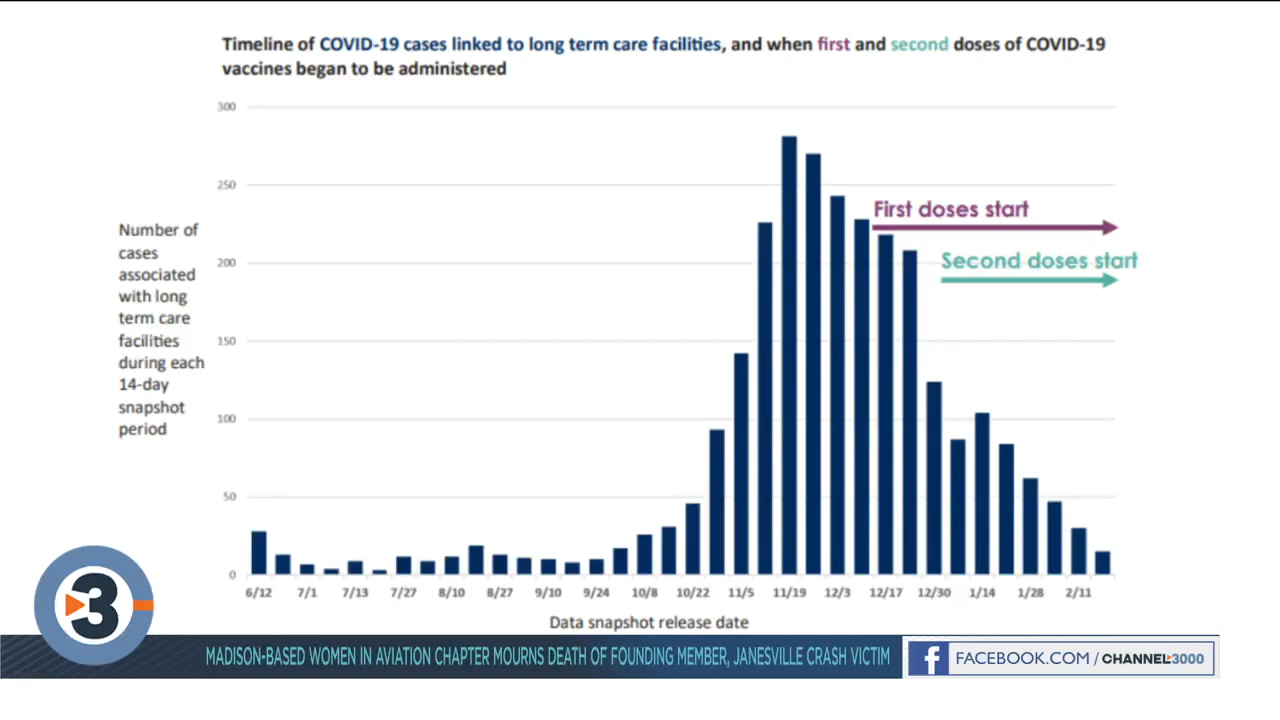 Timeline of COVID-19 cases linked to long term care facilities, and when first and second doses of COVID-19
vaccines began to be administered
300
250
200
150
100
50
0
Number of
cases
associated
with long
term care
facilities
during each
14-day
snapshot
period
First doses start
Second doses start
6/12 7/1 7/13 7/27 8/10 8/27 9/10 9/24 10/8 10/22 11/5 11/19 12/3 12/17 12/30 1/14 1/28 2/11
Data snapshot release date
3
MADISON-BASED WOMEN IN AVIATION CHAPTER MOURNS DEATH OF FOUNDING MEMBER, JANESVILLE CRASH VICTIM
f FACEBOOK.COM / CHANNEL3000